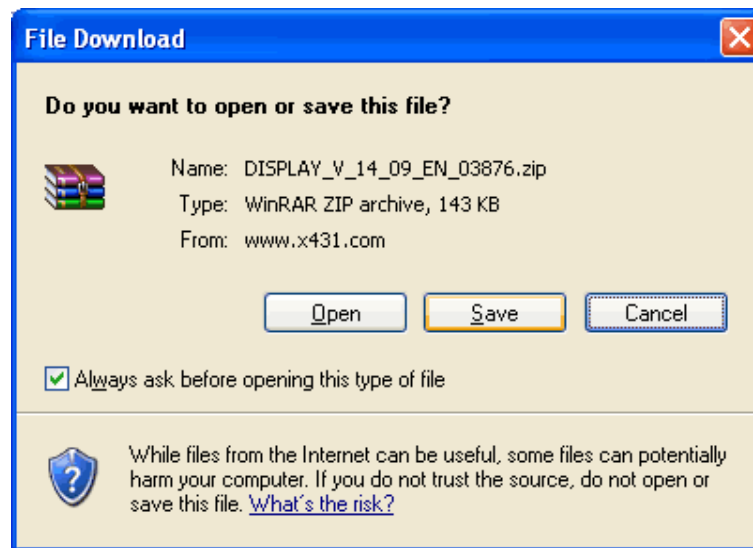 File Download
Do you want to open or save this file?
Name: DISPLAY_V_14_09_EN_03876.zip
Type: WinRAR ZIP archive, 143 KB
From: www.x431.com
Open Save Cancel
Always ask before opening this type of file
While files from the Internet can be useful, some files can potentially
harm your computer. If you do not trust the source, do not open or
save this file. What's the risk?